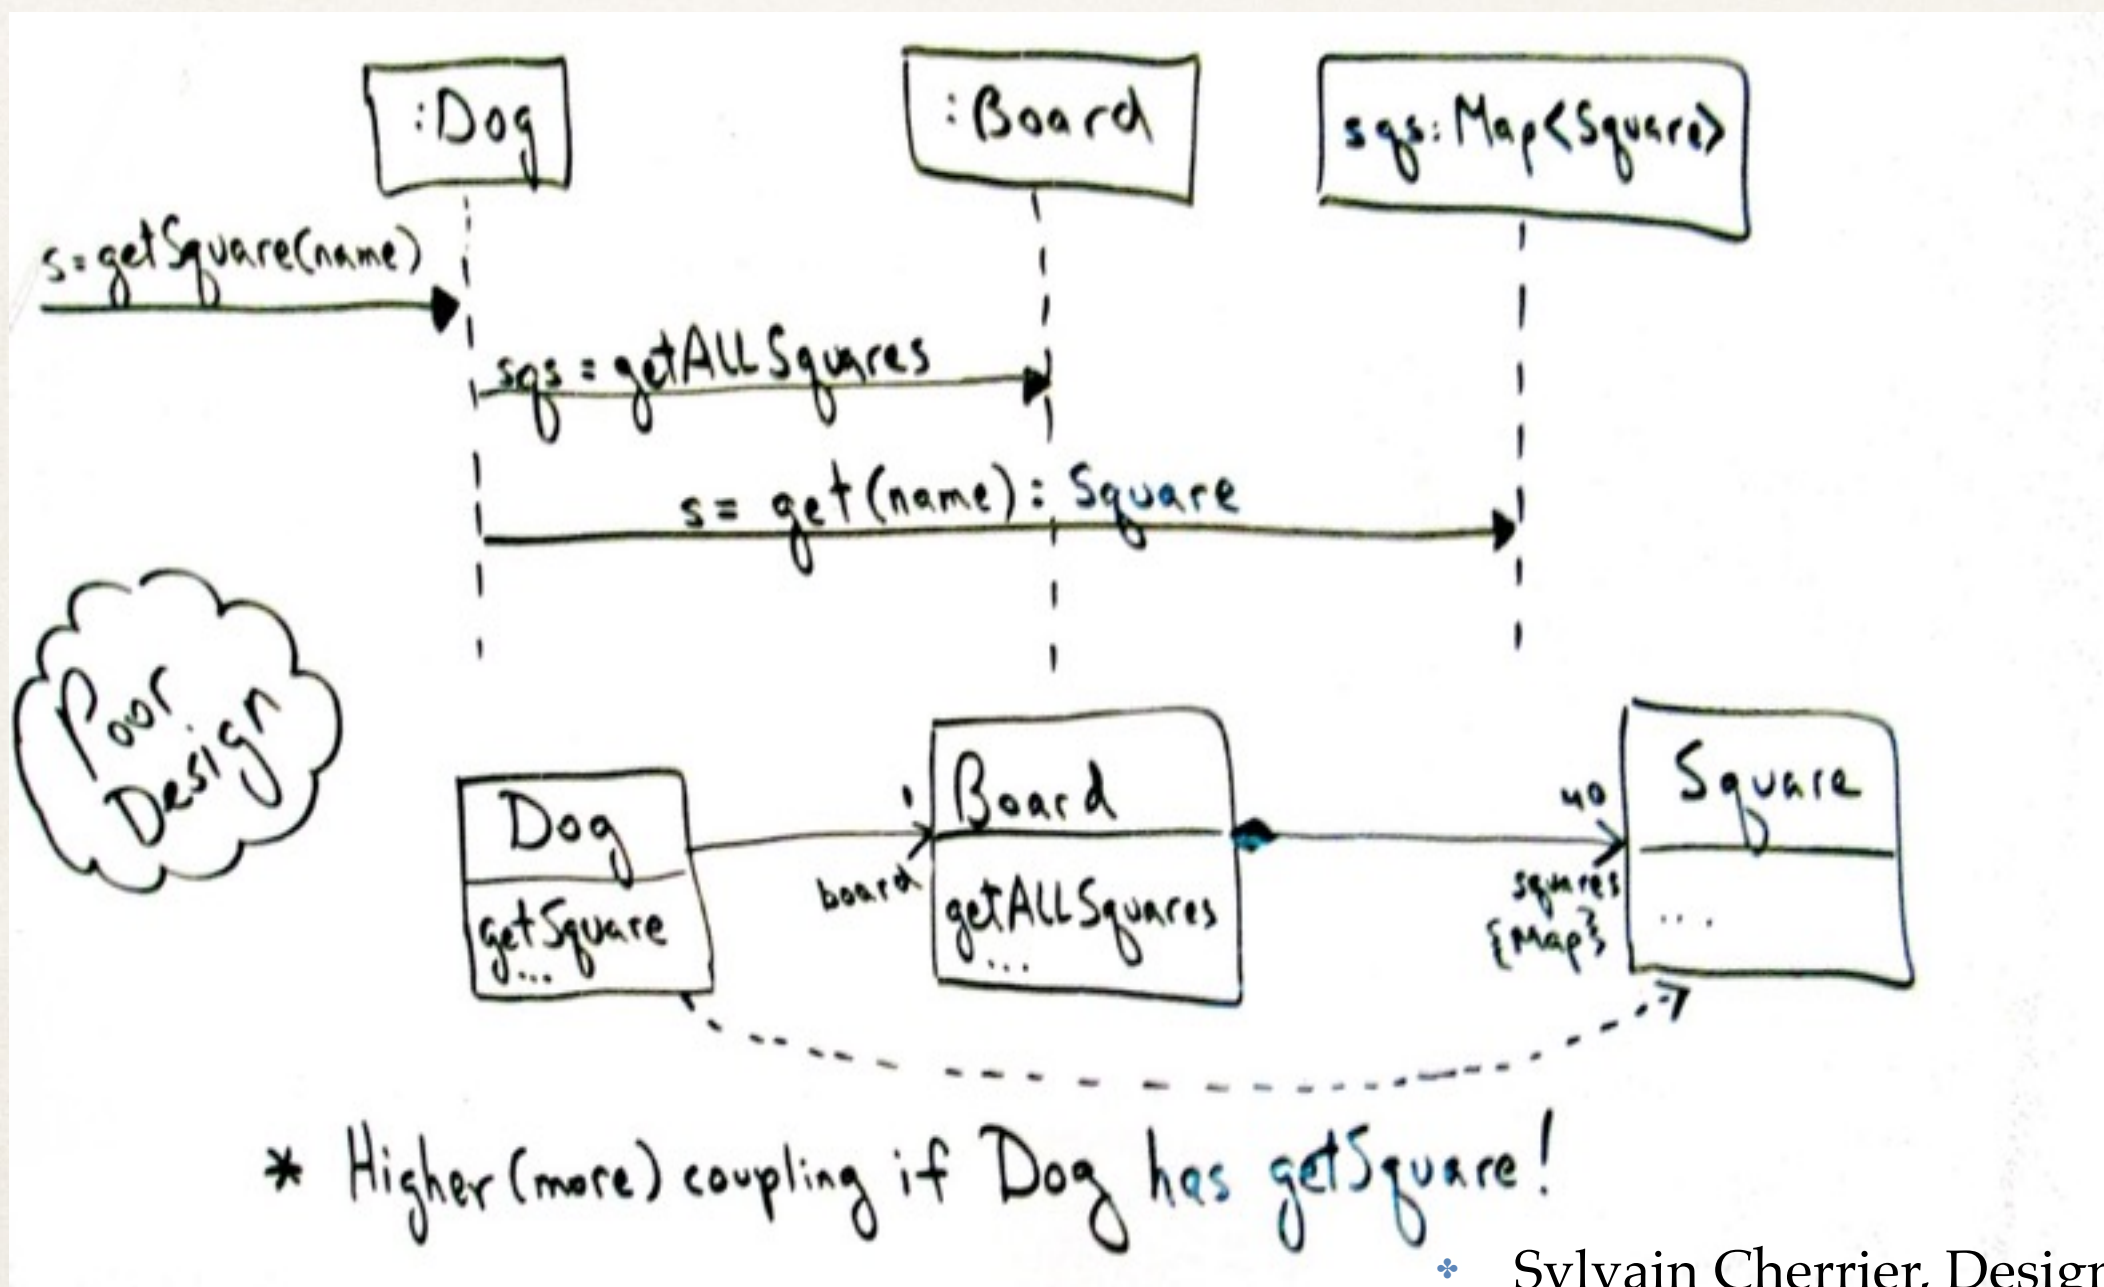 :Dog
:Board
sqs: Map<Square>
s = getSquare(name)
sqs = getALLSquares
s = get(name): Square
Poor
Design
Dog
getSquare
...
1
board
Board
getALLSquares
...
40
squares
{Map}
Square
...
* Higher (more) coupling if Dog has getSquare!
❖ Sylvain Cherrier, Design